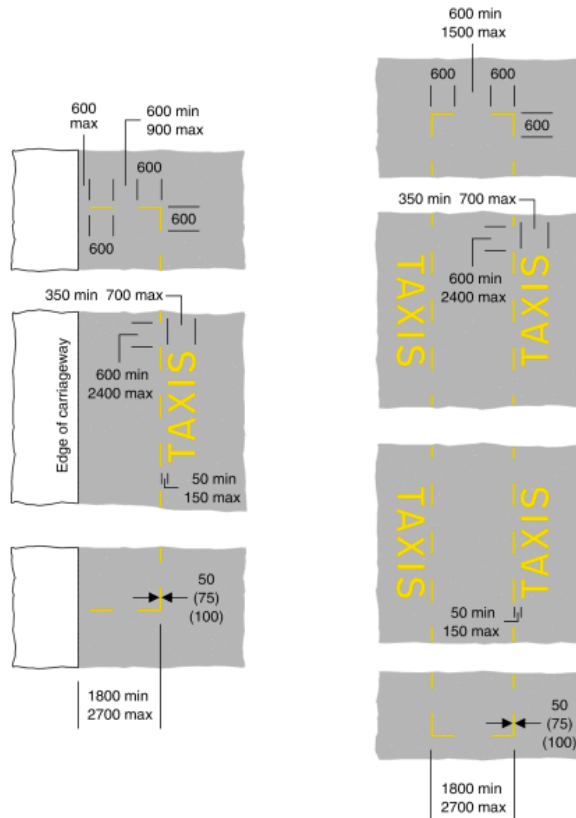 600
max
600 min
900 max
600
600
600
350 min 700 max
600 min
2400 max
Edge of carriageway
TAXIS
50 min
150 max
50
(75)
(100)
1800 min
2700 max
600 min
1500 max
600
600
600
350 min 700 max
600 min
2400 max
TAXIS
TAXIS
TAXIS
TAXIS
50 min
150 max
50
(75)
(100)
1800 min
2700 max